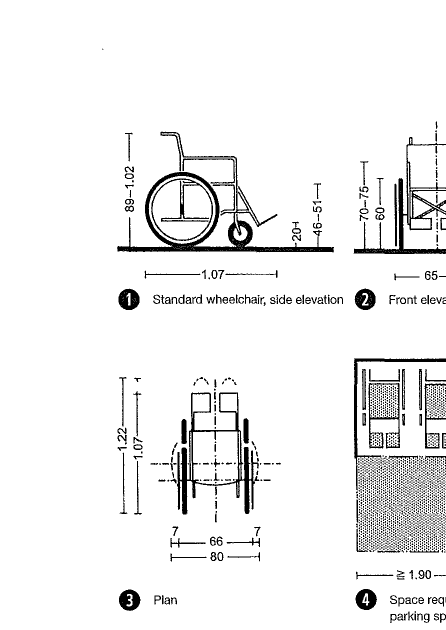 89–1.02
20
46–51
1.07
70–75
60
65–
1 Standard wheelchair, side elevation
2 Front eleva
1.22
1.07
7
7
66
80
≧ 1.90
3 Plan
4 Space requ
parking sp